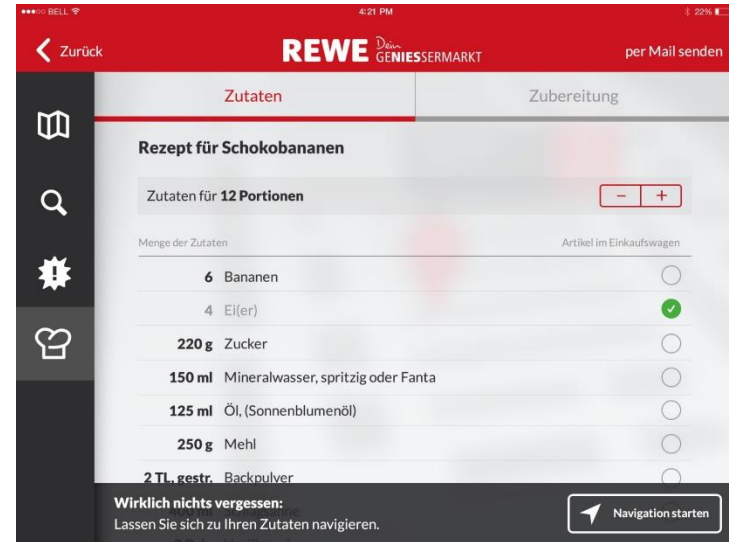 BELL 4:21 PM 22%
Zurück REWE Dein GENIESSERMARKT per Mail senden
Zutaten Zubereitung
Rezept für Schokobananen
Zutaten für 12 Portionen - +
Menge der Zutaten Artikel im Einkaufswagen
6 Bananen
4 Ei(er)
220 g Zucker
150 ml Mineralwasser, spritzig oder Fanta
125 ml Öl, (Sonnenblumenöl)
250 g Mehl
2 TL, gestr. Backpulver
400 ml Schlagsahne
Wirklich nichts vergessen:
Lassen Sie sich zu Ihren Zutaten navigieren.
Navigation starten